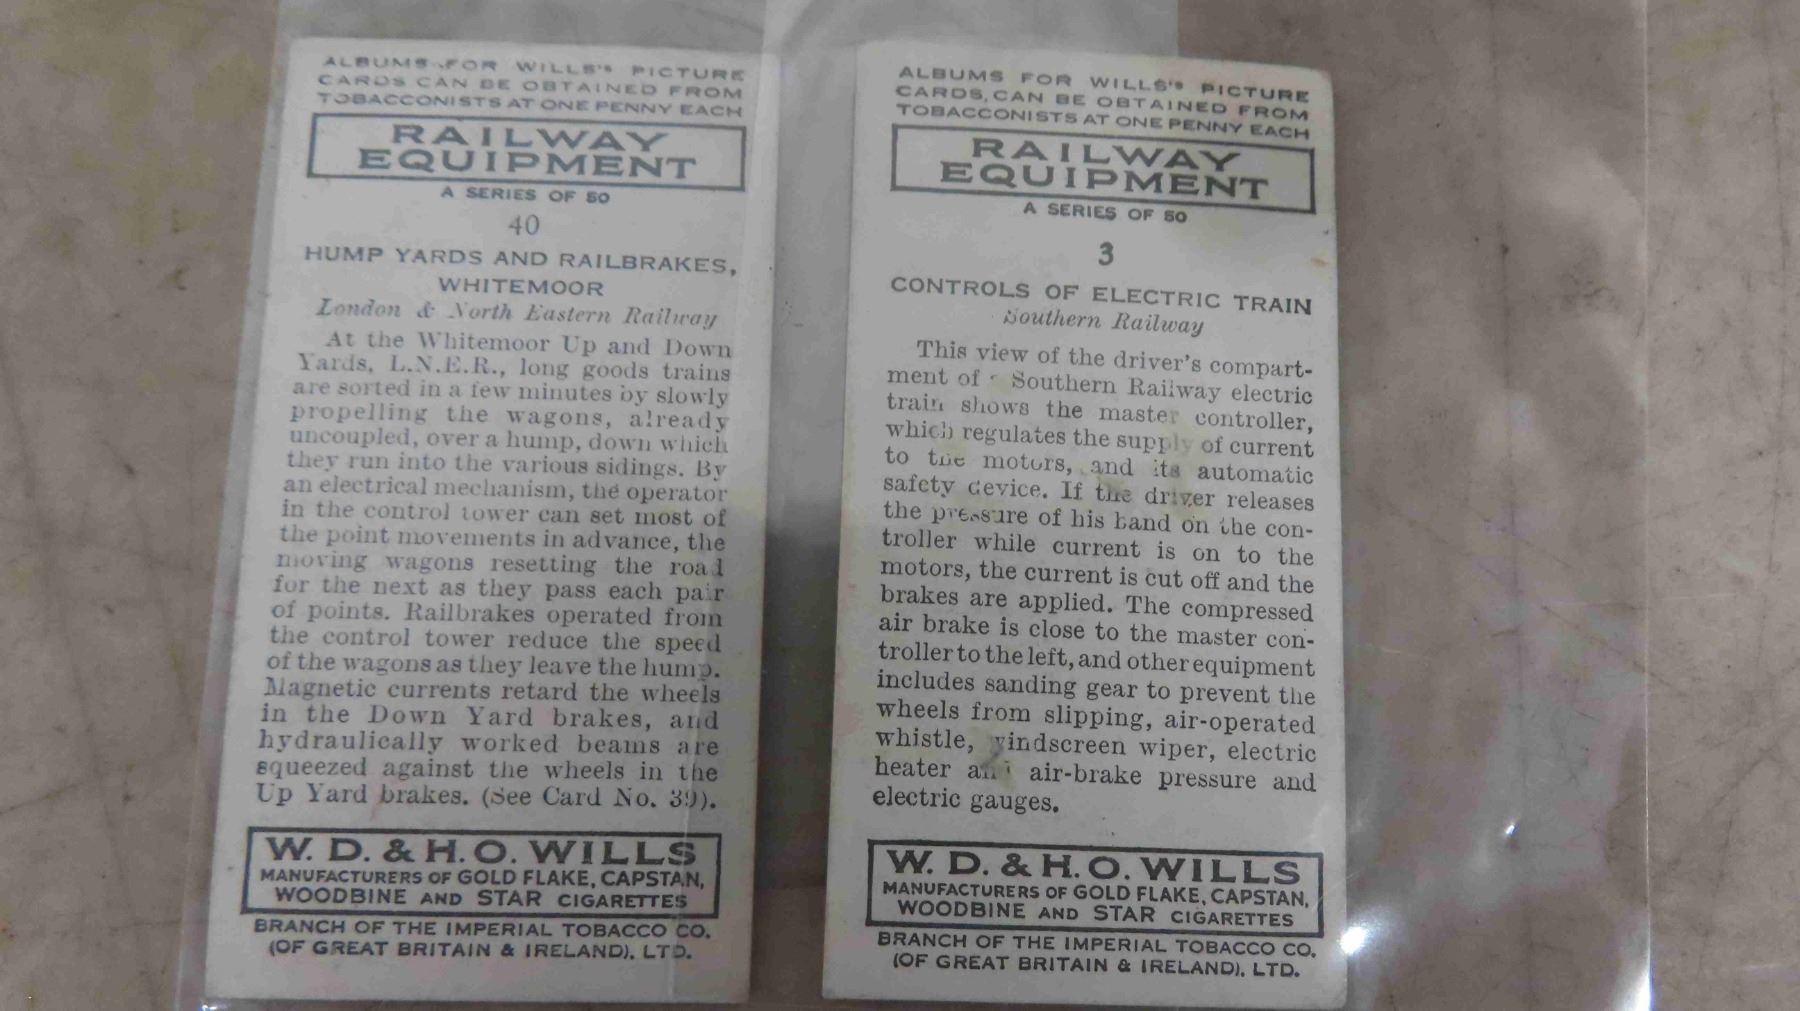 ALBUMS FOR WILLS'S PICTURE
CARDS CAN BE OBTAINED FROM
TOBACCONISTS AT ONE PENNY EACH
RAILWAY
EQUIPMENT
A SERIES OF 50
40
HUMP YARDS AND RAILBRAKES,
WHITEMOOR
London & North Eastern Railway
At the Whitemoor Up and Down
Yards, L.N.E.R., long goods trains
are sorted in a few minutes by slowly
propelling the wagons, already
uncoupled, over a hump, down which
they run into the various sidings. By
an electrical mechanism, the operator
in the control tower can set most of
the point movements in advance, the
moving wagons resetting the road
for the next as they pass each pair
of points. Railbrakes operated from
the control tower reduce the speed
of the wagons as they leave the hump.
Magnetic currents retard the wheels
in the Down Yard brakes, and
hydraulically worked beams are
squeezed against the wheels in the
Up Yard brakes. (See Card No. 39).
W. D. & H. O. WILLS
MANUFACTURERS OF GOLD FLAKE, CAPSTAN,
WOODBINE AND STAR CIGARETTES
BRANCH OF THE IMPERIAL TOBACCO CO.
(OF GREAT BRITAIN & IRELAND), LTD.
ALBUMS FOR WILLS'S PICTURE
CARDS, CAN BE OBTAINED FROM
TOBACCONISTS AT ONE PENNY EACH
RAILWAY
EQUIPMENT
A SERIES OF 50
3
CONTROLS OF ELECTRIC TRAIN
Southern Railway
This view of the driver's compart-
ment of Southern Railway electric
train shows the master controller,
which regulates the supply of current
to the motors, and its automatic
safety device. If the driver releases
the pressure of his hand on the con-
troller while current is on to the
motors, the current is cut off and the
brakes are applied. The compressed
air brake is close to the master con-
troller to the left, and other equipment
includes sanding gear to prevent the
wheels from slipping, air-operated
whistle, windscreen wiper, electric
heater and air-brake pressure and
electric gauges.
W. D. & H. O. WILLS
MANUFACTURERS OF GOLD FLAKE, CAPSTAN,
WOODBINE AND STAR CIGARETTES
BRANCH OF THE IMPERIAL TOBACCO CO.
(OF GREAT BRITAIN & IRELAND), LTD.